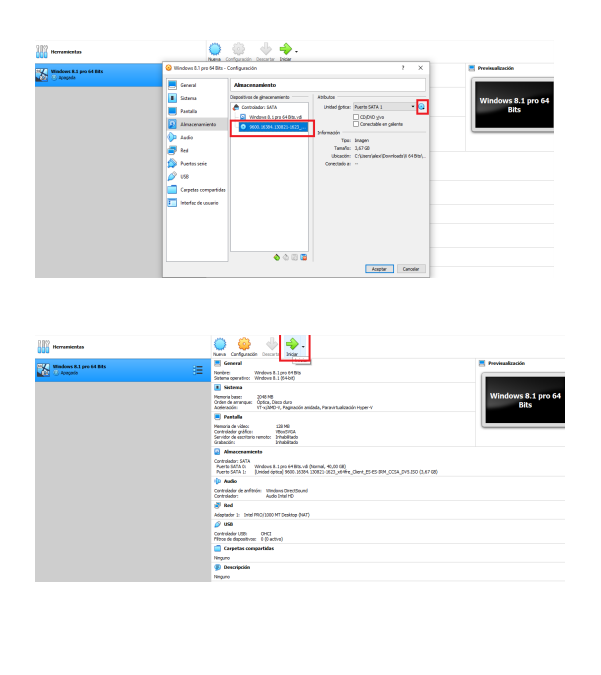 Herramientas
Nueva Configuración Descartar Iniciar
Previsualización
Windows 8.1 pro 64 Bits
Apagada
Windows 8.1 pro 64 Bits - Configuración ? X
General
Sistema
Pantalla
Almacenamiento
Audio
Red
Puertos serie
USB
Carpetas compartidas
Interfaz de usuario
Almacenamiento
Dispositivos de almacenamiento
Controlador: SATA
Windows 8.1 pro 64 Bits.vdi
9600.16384.130821-1623_...
Atributos
Unidad óptica: Puerto SATA 1
CD/DVD vivo
Conectable en caliente
Información
Tipo: Imagen
Tamaño: 3,67 GB
Ubicación:
Conectado a: --
Aceptar Cancelar
Windows 8.1 pro 64
Bits
Herramientas
Nueva Configuración Descartar Iniciar
Windows 8.1 pro 64 Bits
Apagada
General
Nombre: Windows 8.1 pro 64 Bits
Sistema operativo: Windows 8.1 (64-bit)
Sistema
Memoria base: 2048 MB
Orden de arranque: Óptica, Disco duro
Aceleración: VT-x/AMD-V, Paginación anidada, Paravirtualización Hyper-V
Pantalla
Memoria de vídeo: 128 MB
Controlador gráfico: VBoxSVGA
Servidor de escritorio remoto: Inhabilitado
Grabación: Inhabilitado
Almacenamiento
Controlador: SATA
Puerto SATA 0: Windows 8.1 pro 64 Bits.vdi (Normal, 40,00 GB)
Puerto SATA 1: [Unidad óptica] 9600.16384.130821-1623_x64fre_Client_ES-ES-IRM_CCSA_DV5.ISO (3,67 GB)
Audio
Controlador de anfitrión: Windows DirectSound
Controlador: Audio Intel HD
Red
Adaptador 1: Intel PRO/1000 MT Desktop (NAT)
USB
Controlador USB: OHCI
Filtros de dispositivos: 0 (0 activo)
Carpetas compartidas
Ninguno
Descripción
Ninguno
Previsualización
Windows 8.1 pro 64
Bits